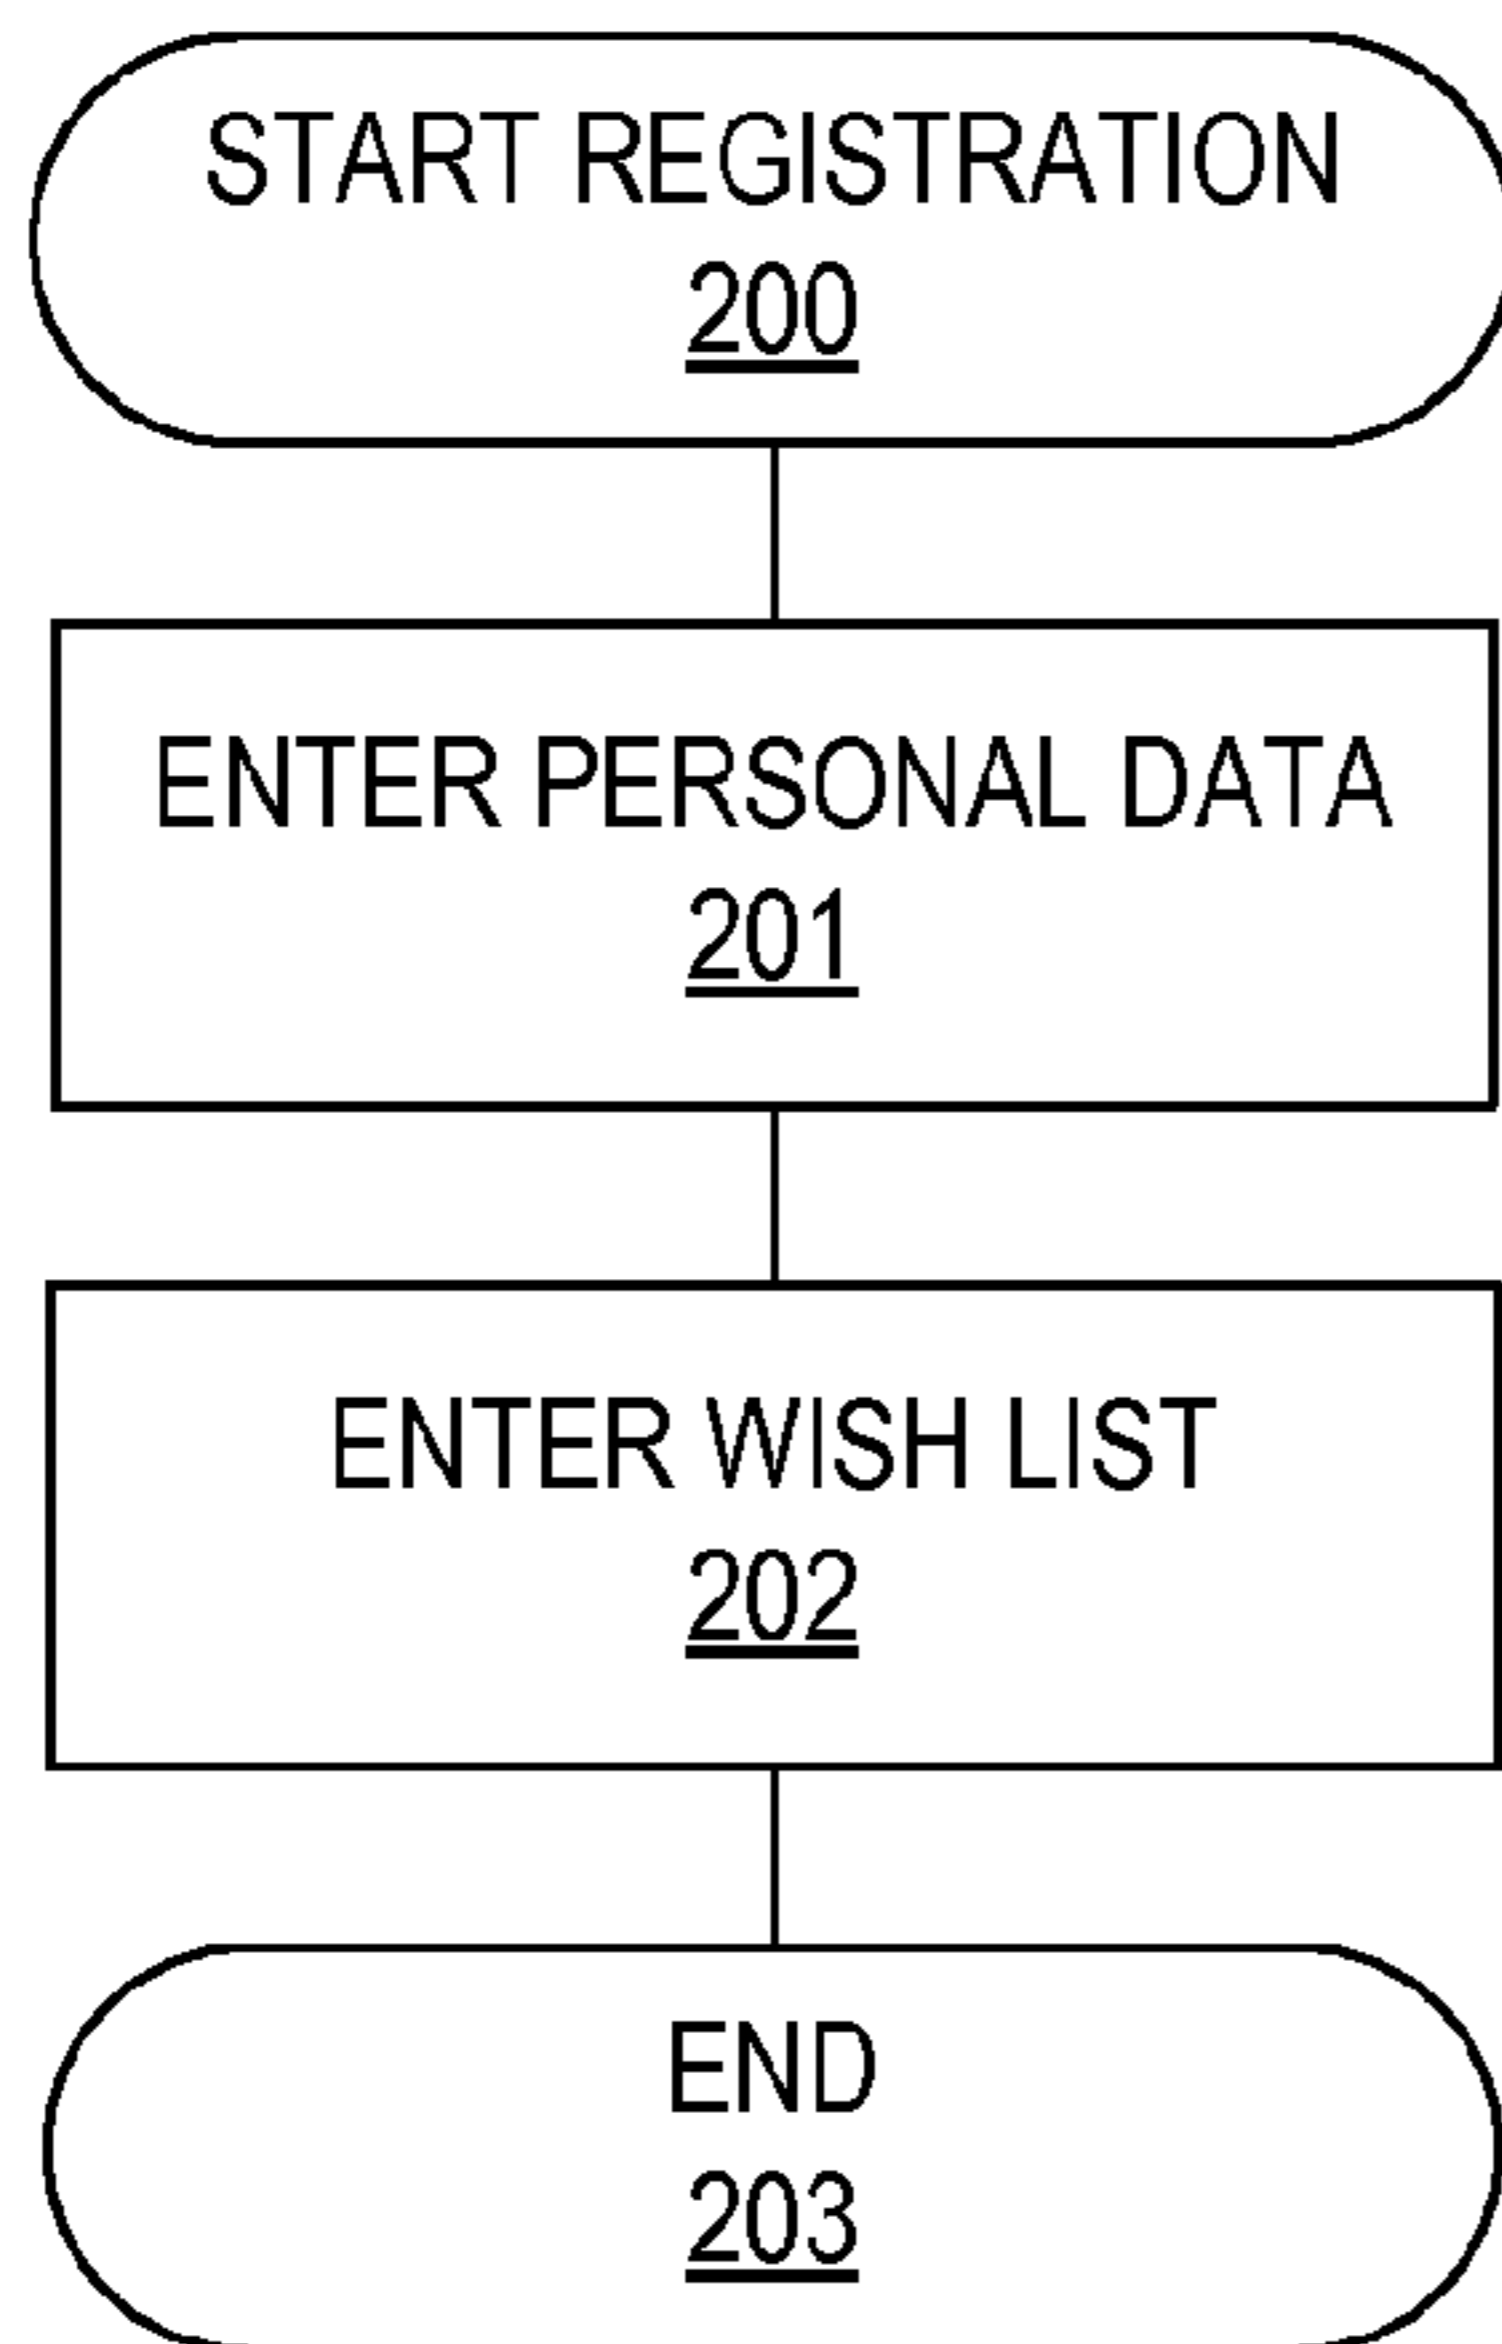 START REGISTRATION
200
ENTER PERSONAL DATA
201
ENTER WISH LIST
202
END
203